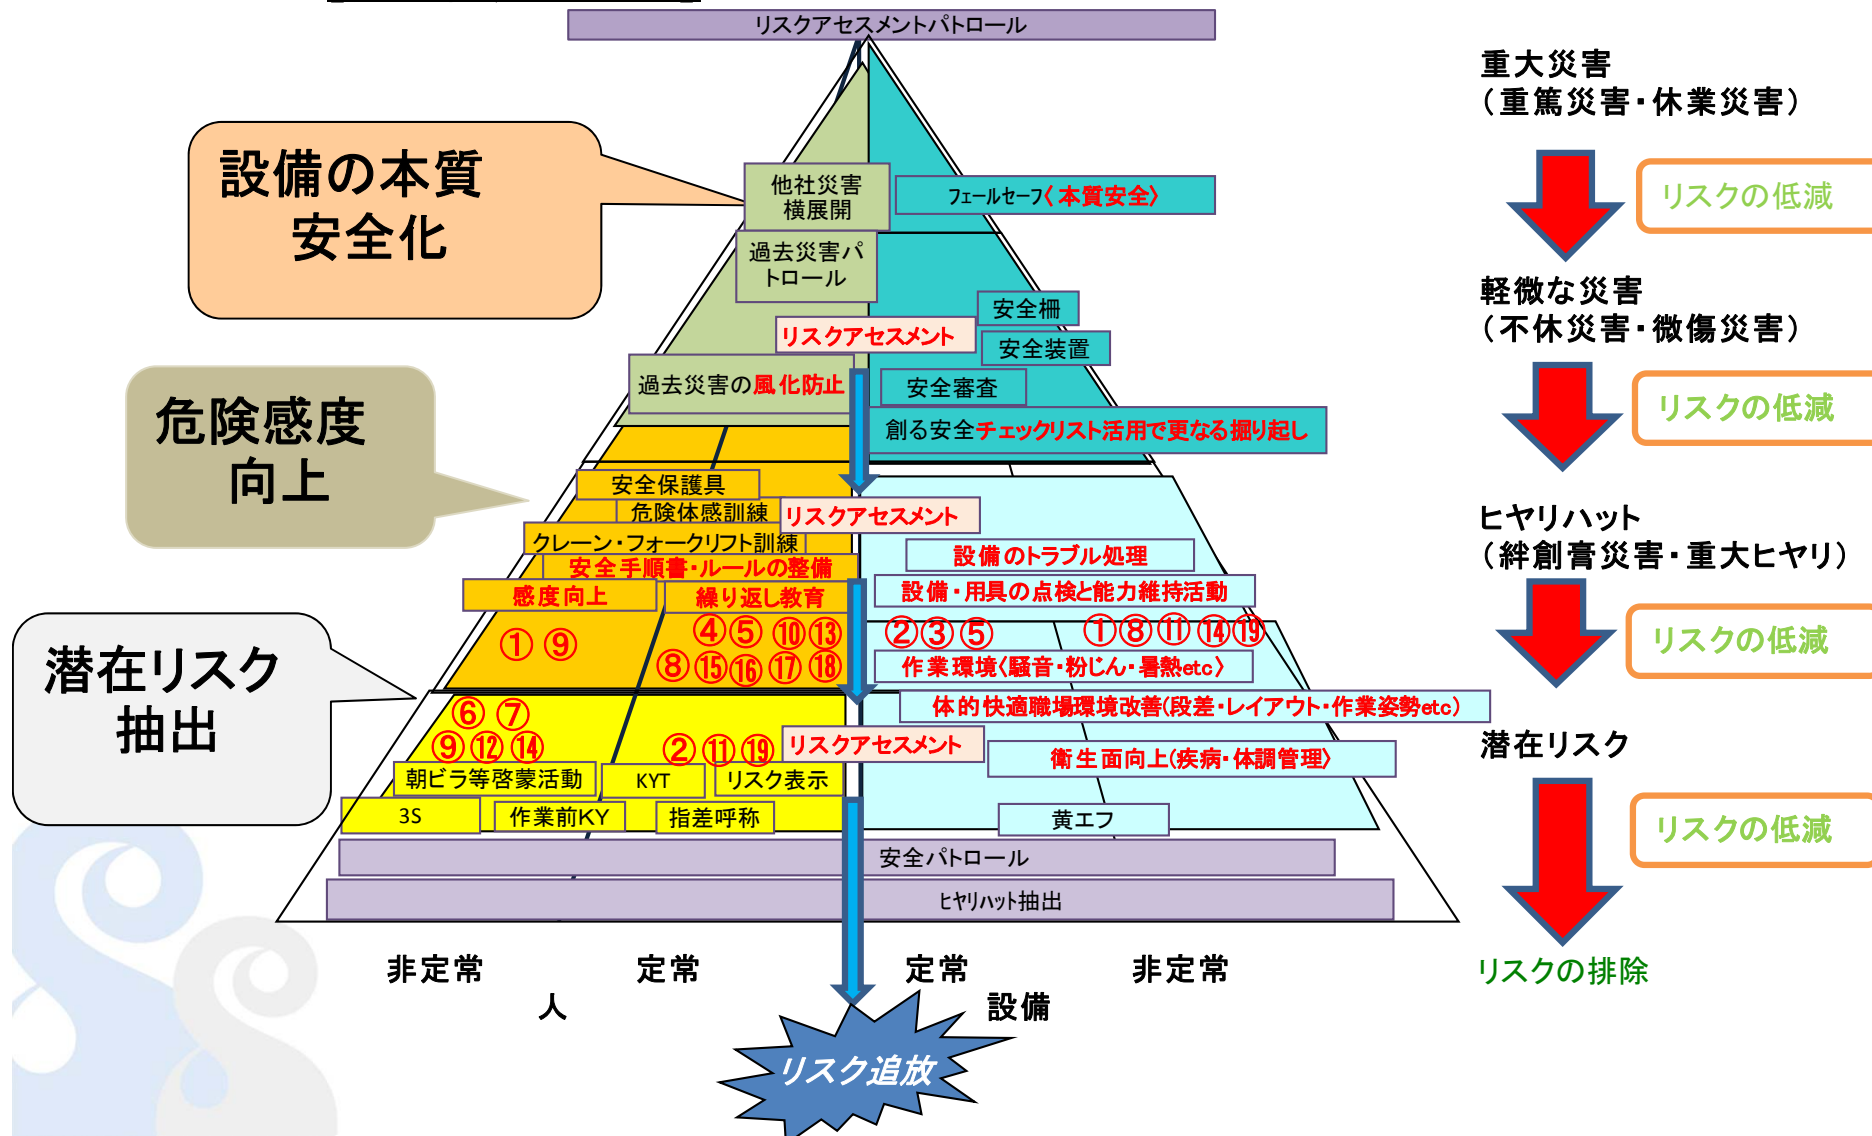 リスクアセスメントパトロール
設備の本質
安全化
危険感度
向上
潜在リスク
抽出
他社災害
横展開
フェールセーフ〈本質安全〉
過去災害パ
トロール
安全柵
リスクアセスメント
安全装置
過去災害の風化防止
安全審査
創る安全チェックリスト活用で更なる掘り起し
安全保護具
危険体感訓練
リスクアセスメント
クレーン・フォークリフト訓練
設備のトラブル処理
安全手順書・ルールの整備
感度向上
繰り返し教育
設備・用具の点検と能力維持活動
①⑨
④⑤⑩⑬
⑧⑮⑯⑰⑱
②③⑤
①⑧⑪⑭⑲
作業環境〈騒音・粉じん・暑熱etc〉
体的快適職場環境改善(段差・レイアウト・作業姿勢etc)
⑥⑦
⑨⑫⑭
②⑪⑲
リスクアセスメント
衛生面向上(疾病・体調管理〉
朝ビラ等啓蒙活動
KYT
リスク表示
3S
作業前KY
指差呼称
黄エフ
安全パトロール
ヒヤリハット抽出
非定常
定常
定常
非定常
人
設備
リスク追放
重大災害
（重篤災害・休業災害）
リスクの低減
軽微な災害
（不休災害・微傷災害）
リスクの低減
ヒヤリハット
（絆創膏災害・重大ヒヤリ）
リスクの低減
潜在リスク
リスクの低減
リスクの排除